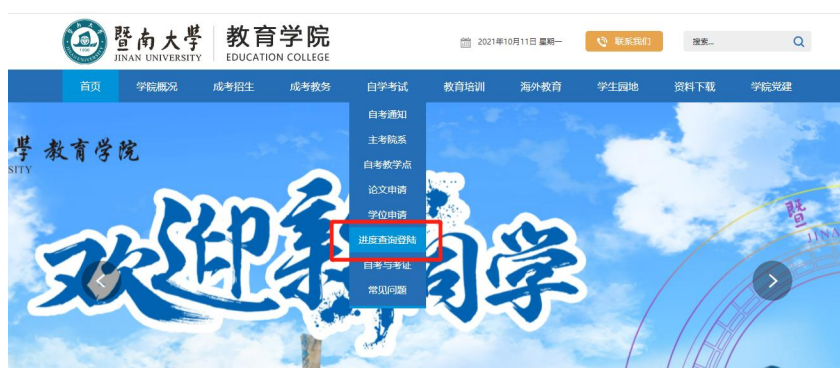 暨南大學
JINAN UNIVERSITY
教育学院
EDUCATION COLLEGE
2021年10月11日 星期一
联系我们
搜索...
首页 学院概况 成考招生 成考教务 自学考试 教育培训 海外教育 学生园地 资料下载 学院党建
自考通知
主考院系
自考教学点
论文申请
学位申请
进度查询登陆
自考与考证
常见问题
學 教育学院
SITY
欢迎新同学
暨
JINA